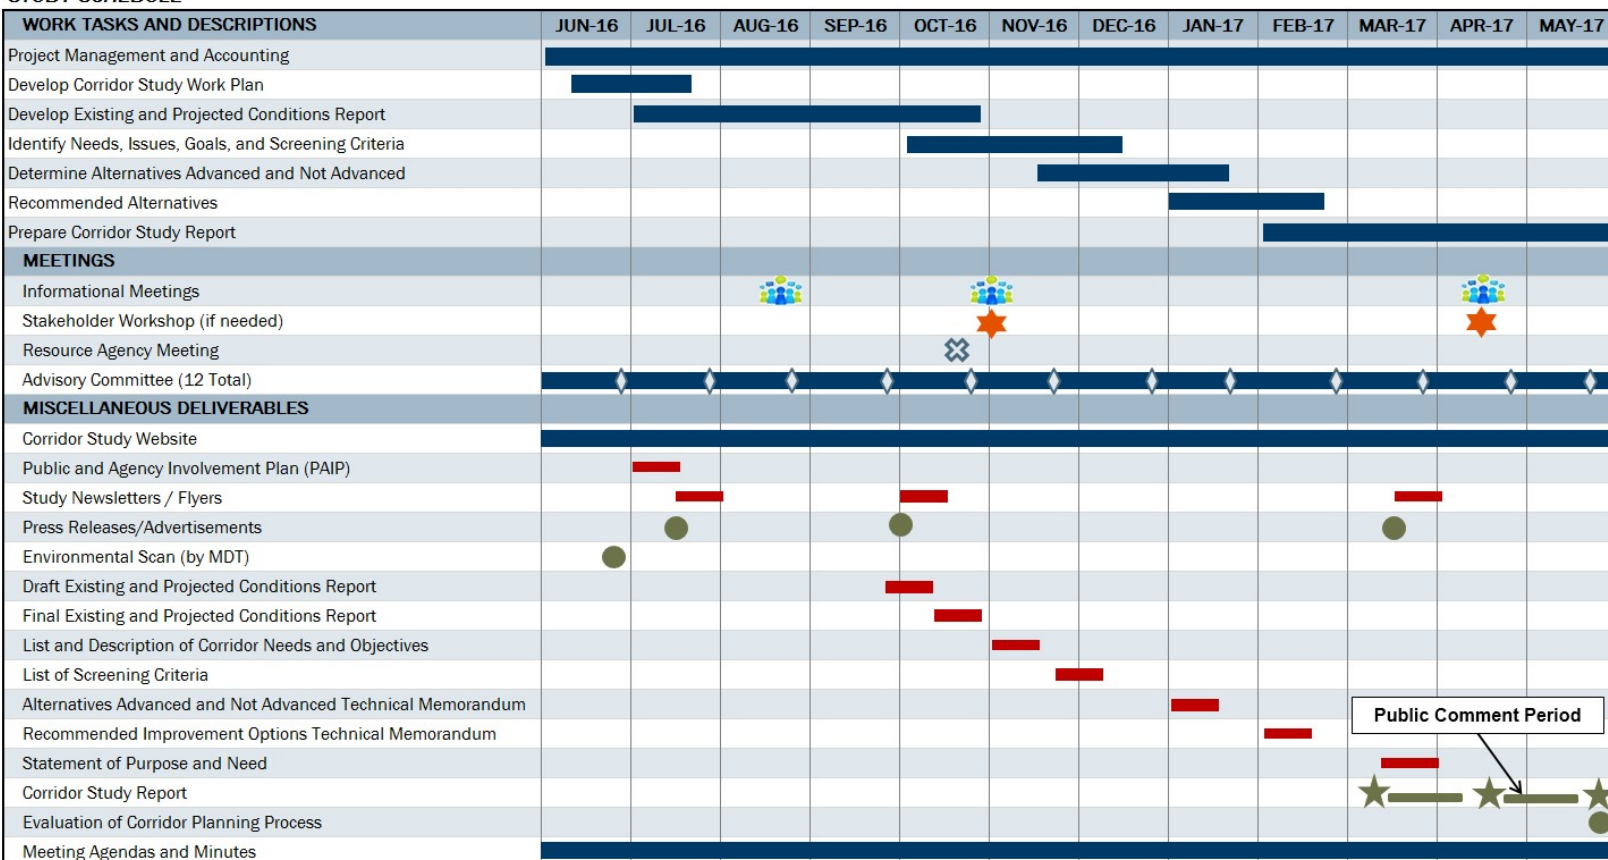 STUDY SCHEDULE
WORK TASKS AND DESCRIPTIONS JUN-16 JUL-16 AUG-16 SEP-16 OCT-16 NOV-16 DEC-16 JAN-17 FEB-17 MAR-17 APR-17 MAY-17
Project Management and Accounting
Develop Corridor Study Work Plan
Develop Existing and Projected Conditions Report
Identify Needs, Issues, Goals, and Screening Criteria
Determine Alternatives Advanced and Not Advanced
Recommended Alternatives
Prepare Corridor Study Report
MEETINGS
Informational Meetings
Stakeholder Workshop (if needed)
Resource Agency Meeting
Advisory Committee (12 Total)
MISCELLANEOUS DELIVERABLES
Corridor Study Website
Public and Agency Involvement Plan (PAIP)
Study Newsletters / Flyers
Press Releases/Advertisements
Environmental Scan (by MDT)
Draft Existing and Projected Conditions Report
Final Existing and Projected Conditions Report
List and Description of Corridor Needs and Objectives
List of Screening Criteria
Alternatives Advanced and Not Advanced Technical Memorandum
Public Comment Period
Recommended Improvement Options Technical Memorandum
Statement of Purpose and Need
Corridor Study Report
Evaluation of Corridor Planning Process
Meeting Agendas and Minutes